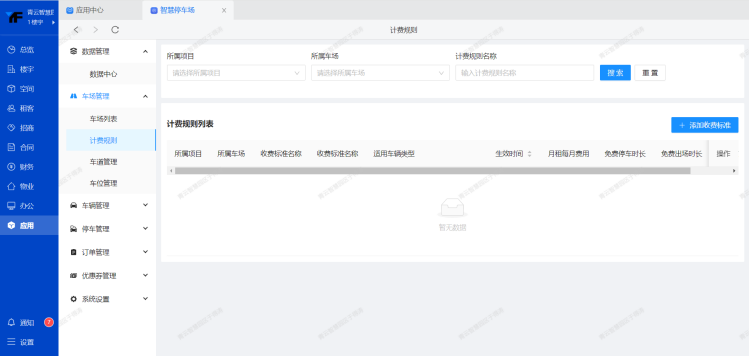 青云智慧
1 楼宇
应用中心
智慧停车场
计费规则
总览
楼宇
空间
租客
招商
合同
财务
物业
办公
应用
通知
7
设置
数据管理
数据中心
车场管理
车场列表
计费规则
车道管理
车位管理
车辆管理
停车管理
订单管理
优惠券管理
系统设置
所属项目
所属车场
计费规则名称
请选择所属项目
请选择所属车场
输入计费规则名称
搜 索
重 置
计费规则列表
+ 添加收费标准
所属项目 所属车场 收费标准名称 收费标准名称 适用车辆类型 生效时间 月租每月费用 免费停车时长 免费出场时长 操作
暂无数据